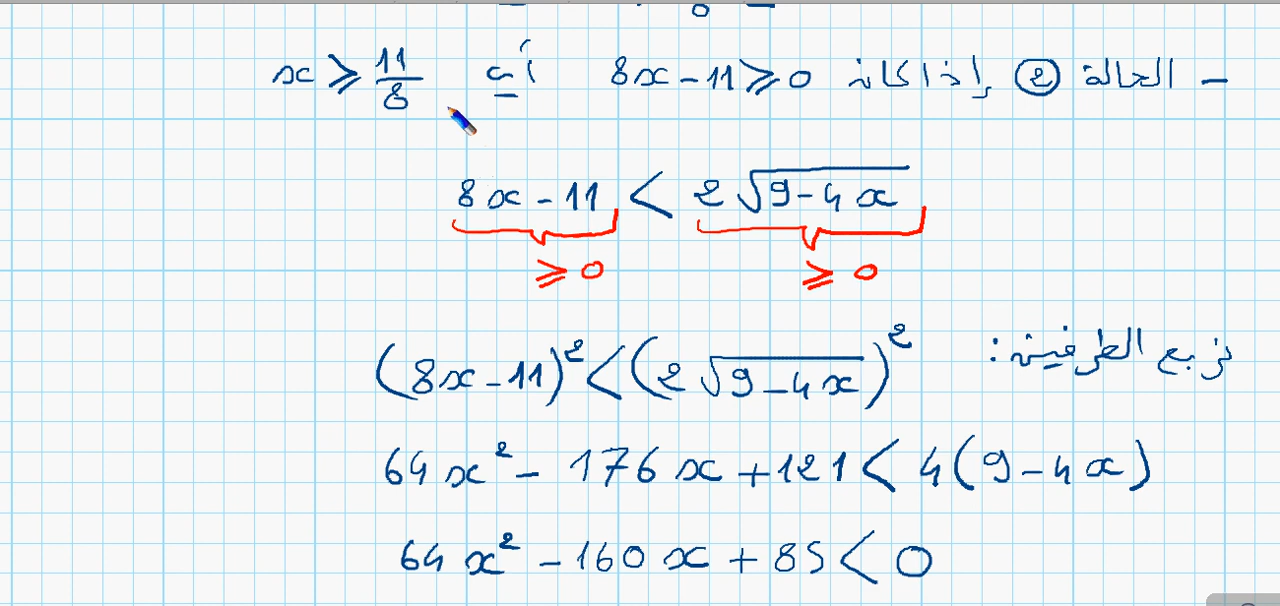 - الحالة ② إذا كان 8x - 11 ⩾ 0 أي x ⩾ 11/8
8x - 11 < 2√(9 - 4x)
⩾ 0 ⩾ 0
نربع الطرفين :
(8x - 11)² < (2√(9 - 4x))²
64x² - 176x + 121 < 4(9 - 4x)
64x² - 160x + 85 < 0